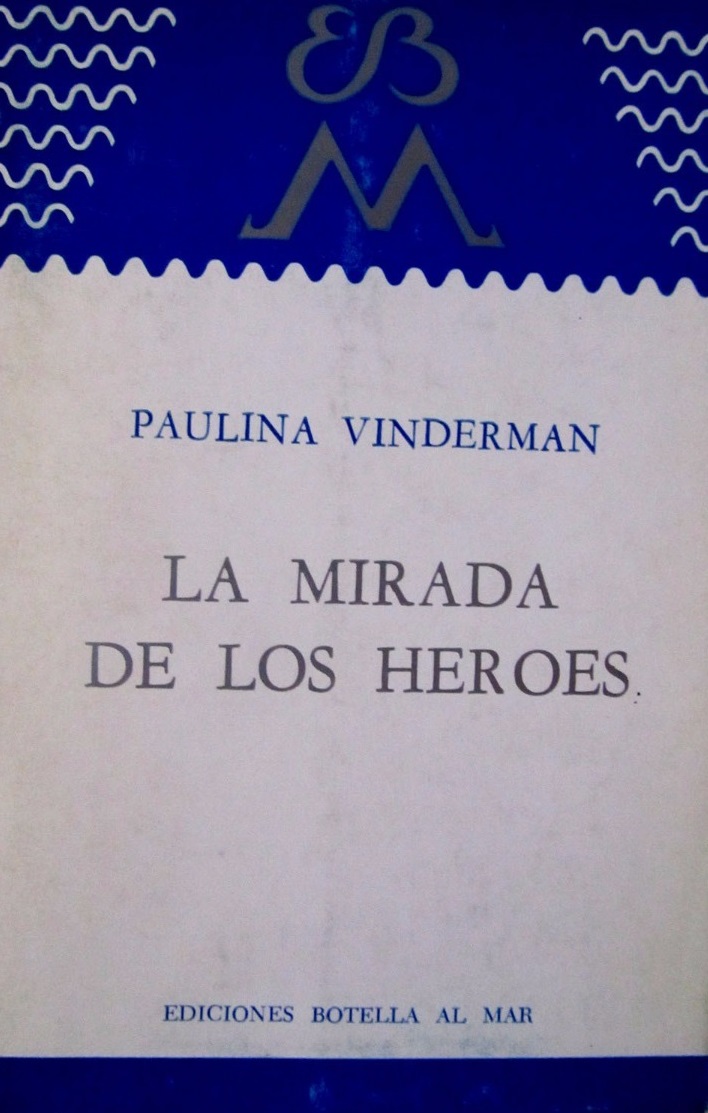 EB
M
PAULINA VINDERMAN
LA MIRADA
DE LOS HEROES
EDICIONES BOTELLA AL MAR